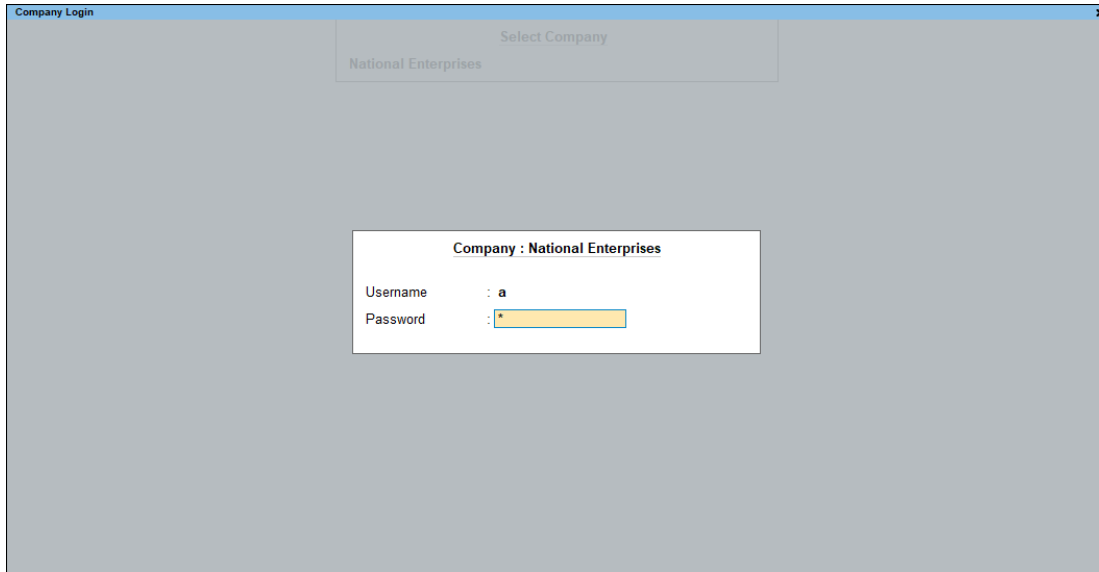 Company Login
Select Company
National Enterprises
Company : National Enterprises
Username : a
Password : *